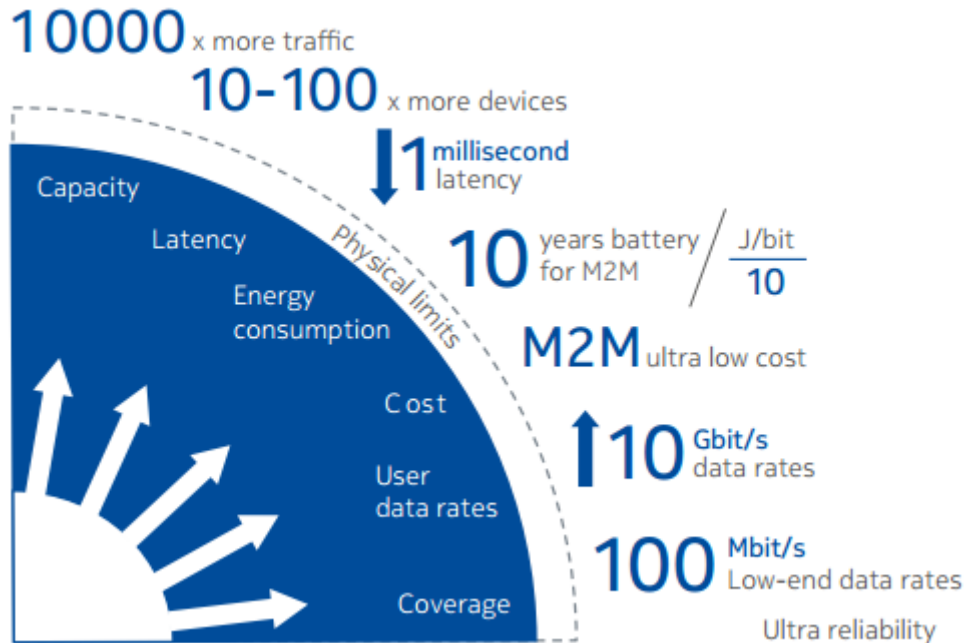 10000 x more traffic
10-100 x more devices
1 millisecond
latency
10 years battery
for M2M
J/bit
10
M2M ultra low cost
10 Gbit/s
data rates
100 Mbit/s
Low-end data rates
Ultra reliability
Physical limits
Capacity
Latency
Energy
consumption
Cost
User
data rates
Coverage